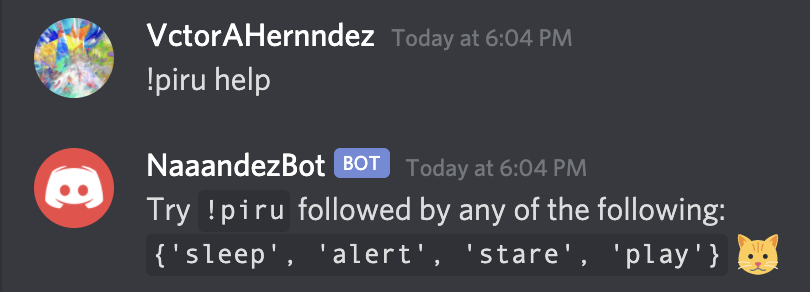 VctorAHernndez Today at 6:04 PM
!piru help
NaaandezBot BOT Today at 6:04 PM
Try !piru followed by any of the following:
{'sleep', 'alert', 'stare', 'play'} 🐱